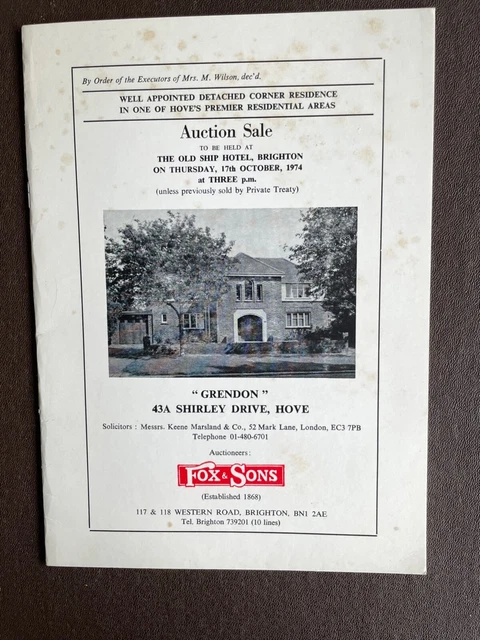 By Order of the Executors of Mrs. M. Wilson, dec'd.
WELL APPOINTED DETACHED CORNER RESIDENCE
IN ONE OF HOVE'S PREMIER RESIDENTIAL AREAS
Auction Sale
TO BE HELD AT
THE OLD SHIP HOTEL, BRIGHTON
ON THURSDAY, 17th OCTOBER, 1974
at THREE p.m.
(unless previously sold by Private Treaty)
" GRENDON "
43A SHIRLEY DRIVE, HOVE
Solicitors : Messrs. Keene Marsland & Co., 52 Mark Lane, London, EC3 7PB
Telephone 01-480-6701
Auctioneers :
FOX & SONS
(Established 1868)
117 & 118 WESTERN ROAD, BRIGHTON, BN1 2AE
Tel. Brighton 739201 (10 lines)